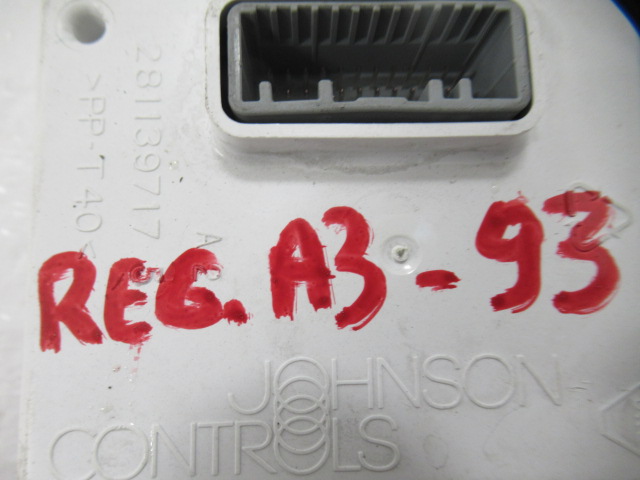 281139717
>PP-T40<
A
REG. A3-93
JOHNSON
CONTROLS